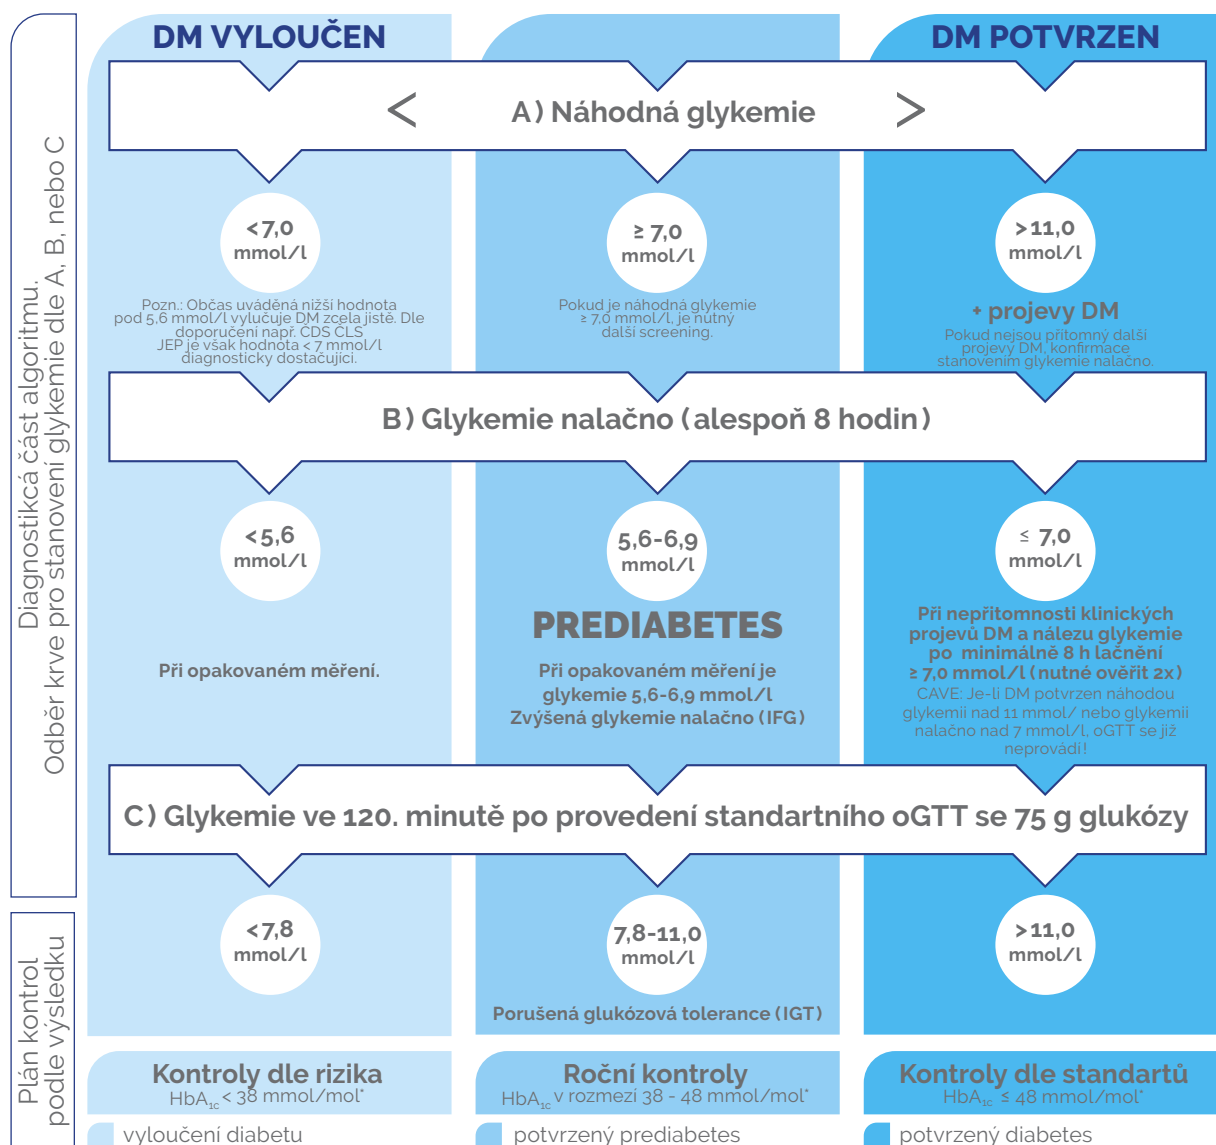 DM VYLOUČEN
DM POTVRZEN
Diagnostikcá část algoritmu.
Odběr krve pro stanovení glykemie dle A, B, nebo C
< A) Náhodná glykemie >
<7,0
mmol/l
Pozn.: Občas uváděná nižší hodnota
pod 5,6 mmol/l vylučuje DM zcela jistě. Dle
doporučení např. ČDS ČLS
JEP je však hodnota < 7 mmol/l
diagnosticky dostačující.
≥ 7,0
mmol/l
Pokud je náhodná glykemie
≥ 7,0 mmol/l, je nutný
další screening.
>11,0
mmol/l
+ projevy DM
Pokud nejsou přítomný další
projevy DM, konfirmace
stanovením glykemie nalačno.
B) Glykemie nalačno (alespoň 8 hodin)
<5,6
mmol/l
Při opakovaném měření.
5,6-6,9
mmol/l
PREDIABETES
Při opakovaném měření je
glykemie 5,6-6,9 mmol/l
Zvýšená glykemie nalačno (IFG)
≤ 7,0
mmol/l
Při nepřítomnosti klinických
projevů DM a nálezu glykemie
po minimálně 8 h lačnění
≥ 7,0 mmol/l (nutné ověřit 2x)
CAVE: Je-li DM potvrzen náhodou
glykemií nad 11 mmol/ nebo glykemií
nalačno nad 7 mmol/l, oGTT se již
neprovádí!
C) Glykemie ve 120. minutě po provedení standartního oGTT se 75 g glukózy
<7,8
mmol/l
7,8-11,0
mmol/l
Porušená glukózová tolerance (IGT)
>11,0
mmol/l
Plán kontrol
podle výsledku
Kontroly dle rizika
HbA1c < 38 mmol/mol*
Roční kontroly
HbA1c v rozmezí 38 - 48 mmol/mol*
Kontroly dle standartů
HbA1c ≤ 48 mmol/mol*
vyloučení diabetu
potvrzený prediabetes
potvrzený diabetes